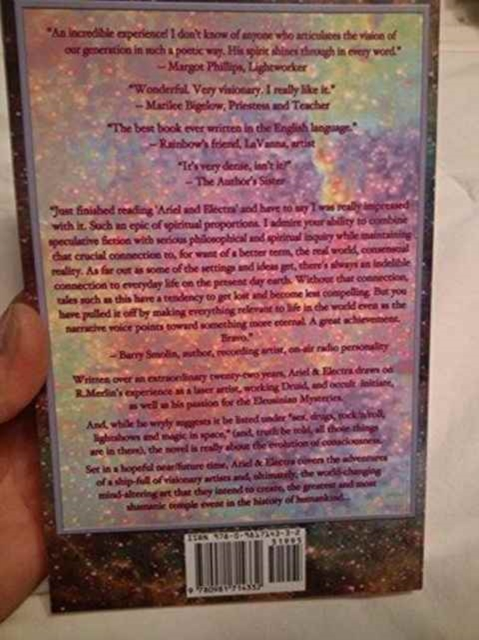 "An incredible experience! I don't know of anyone who articulates the vision of
our generation in such a poetic way. His spirit shines through in every word."
– Margot Phillips, Lightworker
"Wonderful. Very visionary. I really like it."
– Marilee Bigelow, Priestess and Teacher
"The best book ever written in the English language."
– Rainbow's friend, LaVanna, artist
"It's very dense, isn't it?"
– The Author's Sister
"Just finished reading 'Ariel and Electra' and have to say I was really impressed
with it. Such an epic of spiritual proportions. I admire your ability to combine
speculative fiction with serious philosophical and spiritual inquiry while maintaining
that crucial connection to, for want of a better term, the real world, consensual
reality. As far out as some of the settings and ideas get, there's always an indelible
connection to everyday life on the present day earth. Without that connection,
tales such as this have a tendency to get lost and become less compelling. But you
have pulled it off by making everything relevant to life in the world even as the
narrative voice points toward something more eternal. A great achievement.
Bravo."
– Barry Smolin, author, recording artist, on-air radio personality
Written over an extraordinary twenty-two years, Ariel & Electra draws on
R.Merlin's experience as a laser artist, working Druid, and occult initiate,
as well as his passion for the Eleusinian Mysteries.
And, while he wryly suggests it be listed under "sex, drugs, rock'n'roll,
lightshows and magic in space," (and, truth be told, all those things
are in there), the novel is really about the evolution of consciousness.
Set in a hopeful near-future time, Ariel & Electra covers the adventures
of a ship-full of visionary artists and, ultimately, the world-changing
mind-altering art that they intend to create, the greatest and most
shamanic temple event in the history of humankind...
ISBN 978-0-9817143-3-2
51995
9 780981 714332